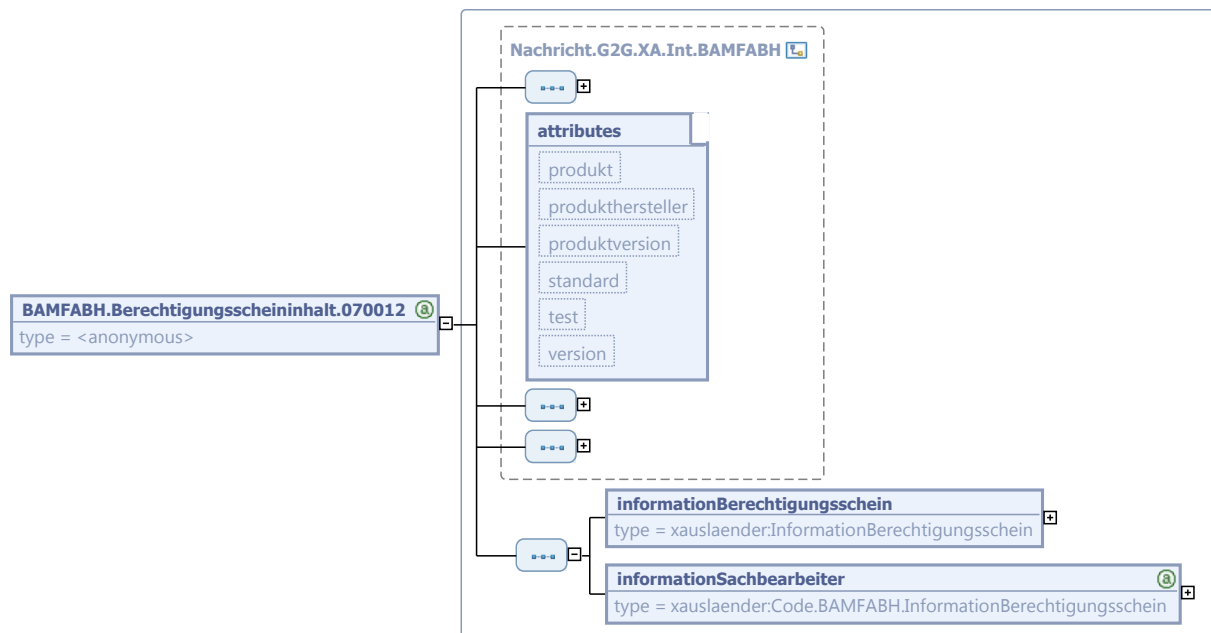 Nachricht.G2G.XA.Int.BAMFABH
attributes
produkt
produkthersteller
produktversion
standard
test
version
BAMFABH.Berechtigungsscheininhalt.070012 a
type = <anonymous>
informationBerechtigungsschein
type = xauslaender:InformationBerechtigungsschein
informationSachbearbeiter a
type = xauslaender:Code.BAMFABH.InformationBerechtigungsschein